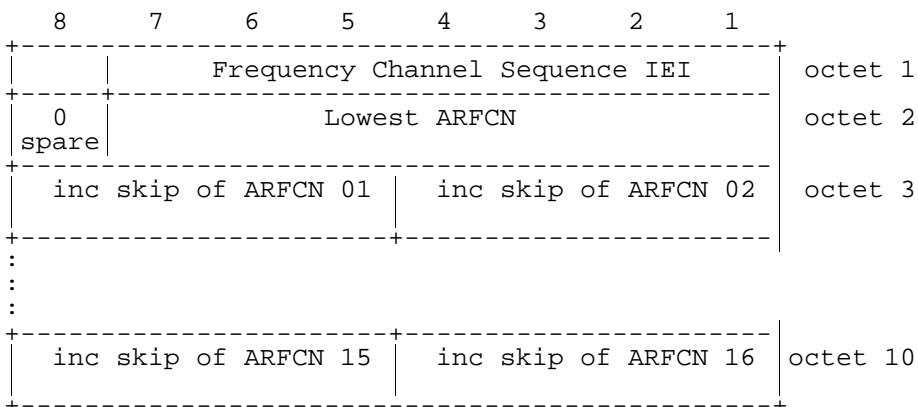 8 7 6 5 4 3 2 1
Frequency Channel Sequence IEI octet 1
0 Lowest ARFCN octet 2
spare
inc skip of ARFCN 01 inc skip of ARFCN 02 octet 3
:
:
:
inc skip of ARFCN 15 inc skip of ARFCN 16 octet 10